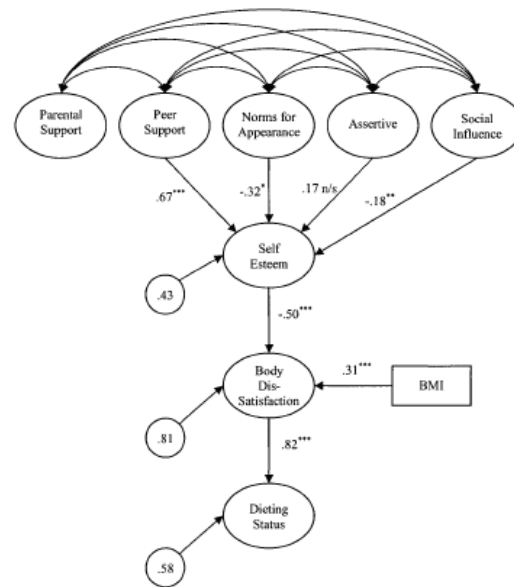 Parental
Support
Peer
Support
Norms for
Appearance
Assertive
Social
Influence
.67***
-.32*
.17 n/s
-.18**
Self
Esteem
.43
-.50***
Body
Dis-
Satisfaction
.31***
BMI
.81
.82***
Dieting
Status
.58